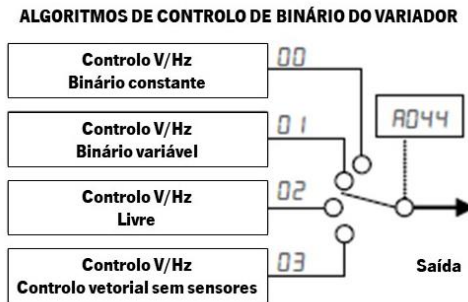 ALGORITMOS DE CONTROLO DE BINÁRIO DO VARIADOR
Controlo V/Hz
Binário constante
00
Controlo V/Hz
Binário variável
01
A044
Controlo V/Hz
Livre
02
Controlo V/Hz
Controlo vetorial sem sensores
03
Saída